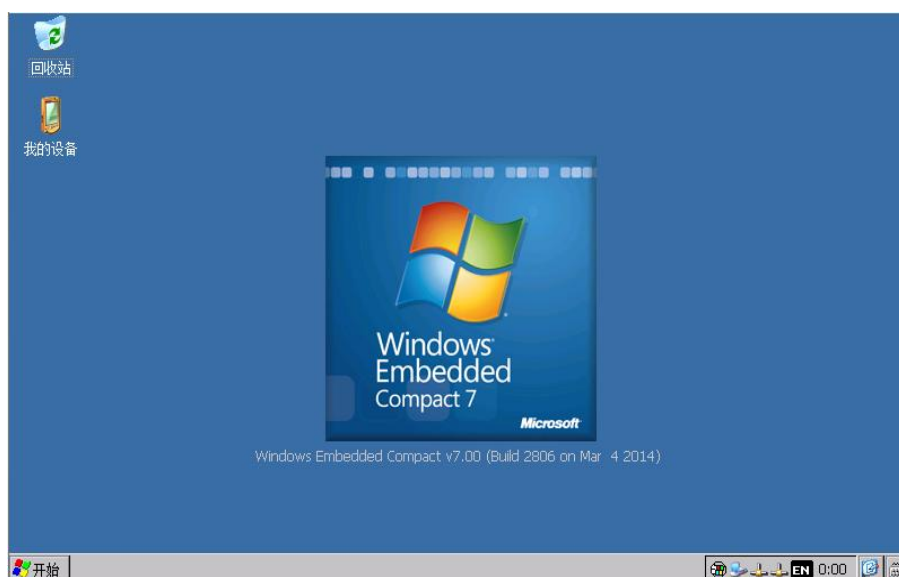 回收站
我的设备
Windows
Embedded
Compact 7
Microsoft
Windows Embedded Compact v7.00 (Build 2806 on Mar 4 2014)
开始
EN 0:00